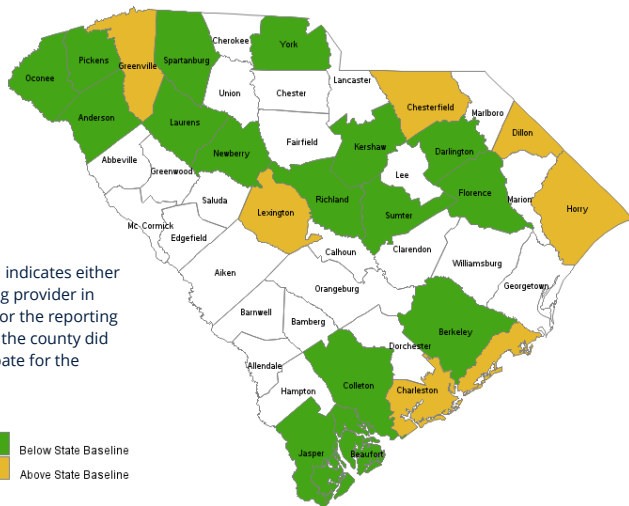 Cherokee
York
Spartanburg
Pickens
Greenville
Oconee
Lancaster
Union
Chester
Chesterfield
Marlboro
Anderson
Laurens
Dillon
Fairfield
Kershaw
Darlington
Newberry
Abbeville
Greenwood
Lee
Florence
Richland
Marion
Saluda
Lexington
Sumter
Horry
Mc Cormick
Edgefield
Calhoun
Clarendon
Williamsburg
Aiken
Orangeburg
Georgetown
Barnwell
Bamberg
Berkeley
Dorchester
Allendale
Hampton
Colleton
Charleston
Jasper
Beaufort
indicates either
g provider in
or the reporting
the county did
pate for the
Below State Baseline
Above State Baseline